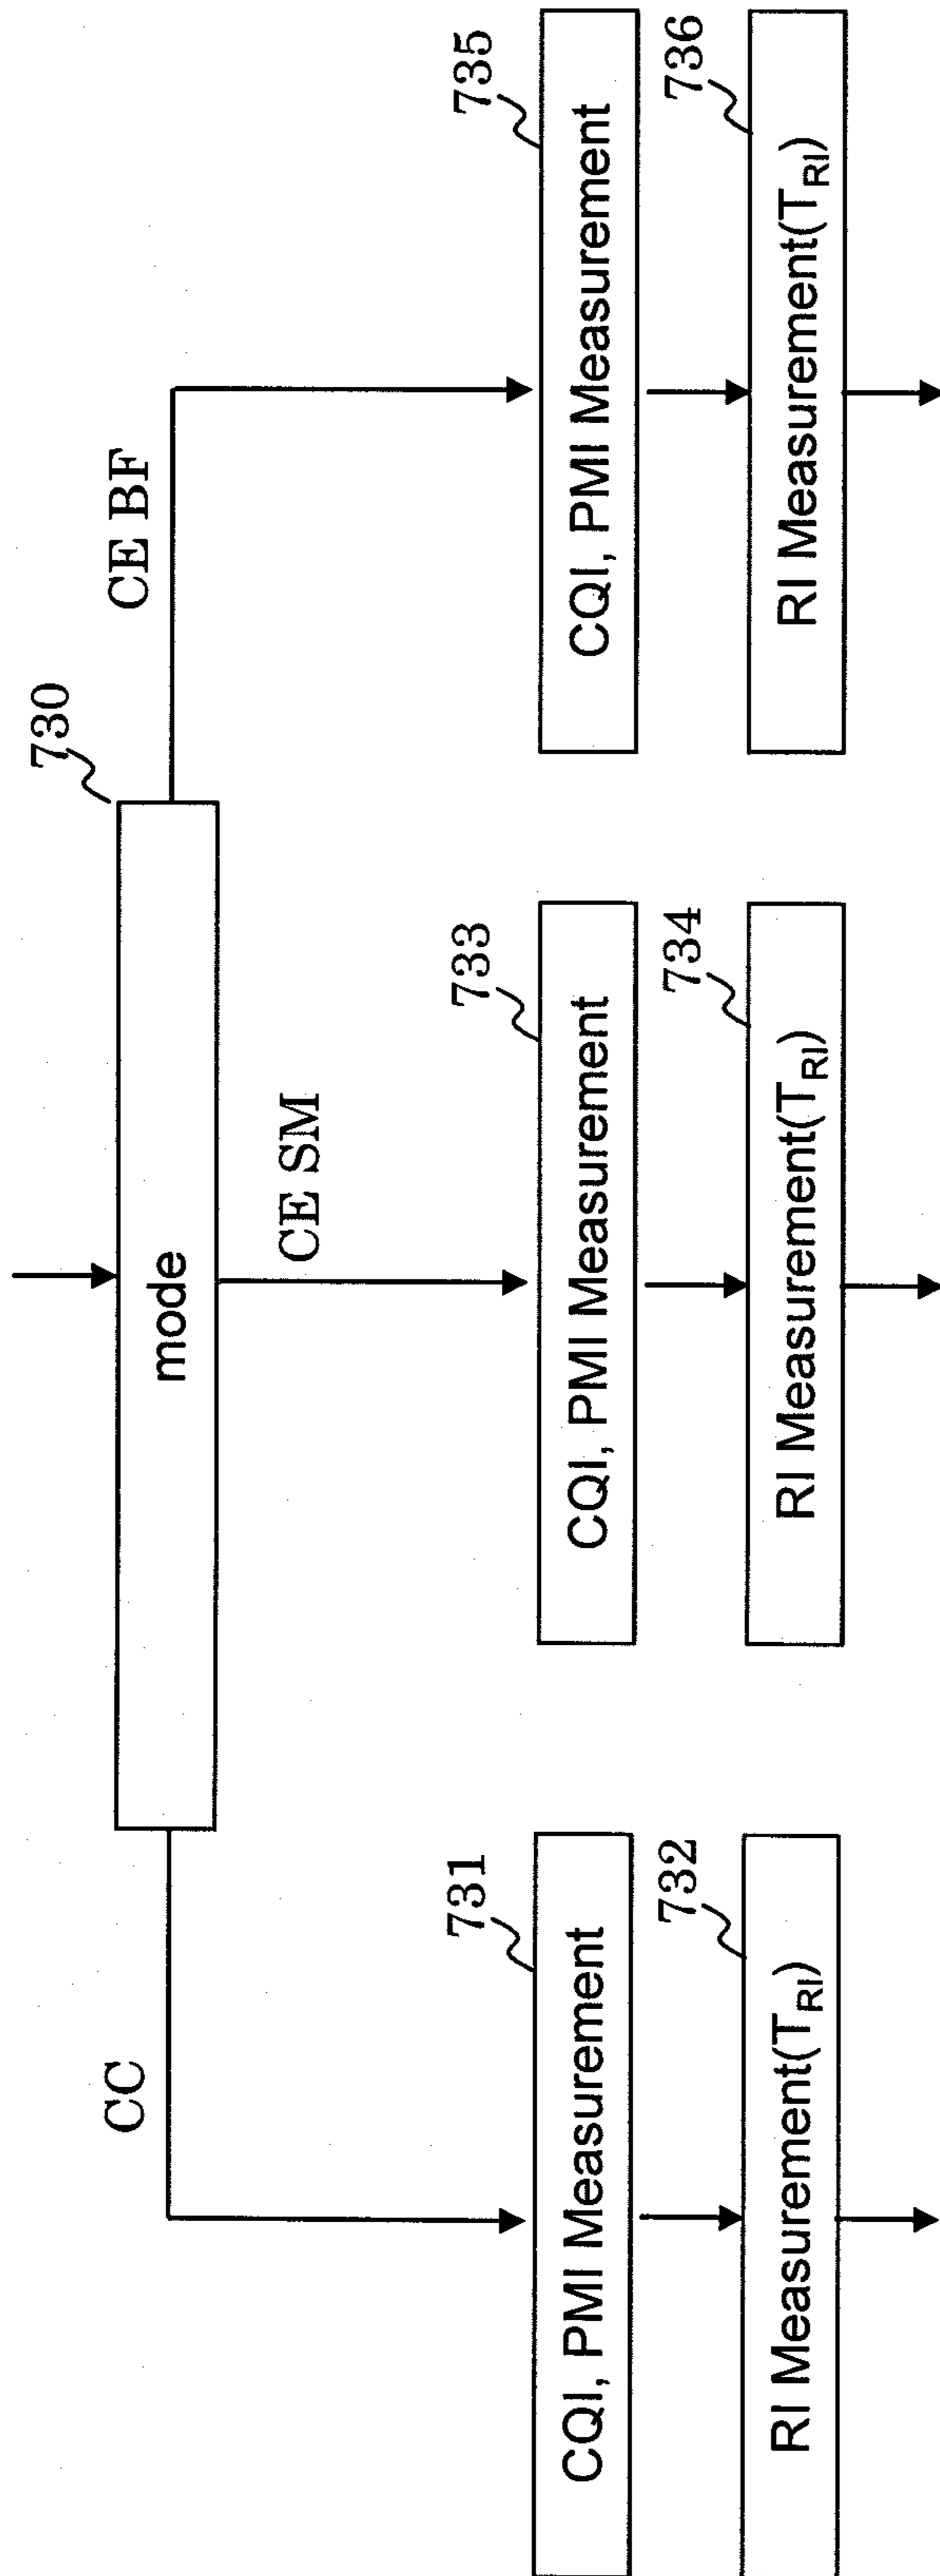 730
mode
CC
CE SM
CE BF
731
CQI, PMI Measurement
733
CQI, PMI Measurement
735
CQI, PMI Measurement
732
RI Measurement(T_RI)
734
RI Measurement(T_RI)
736
RI Measurement(T_RI)